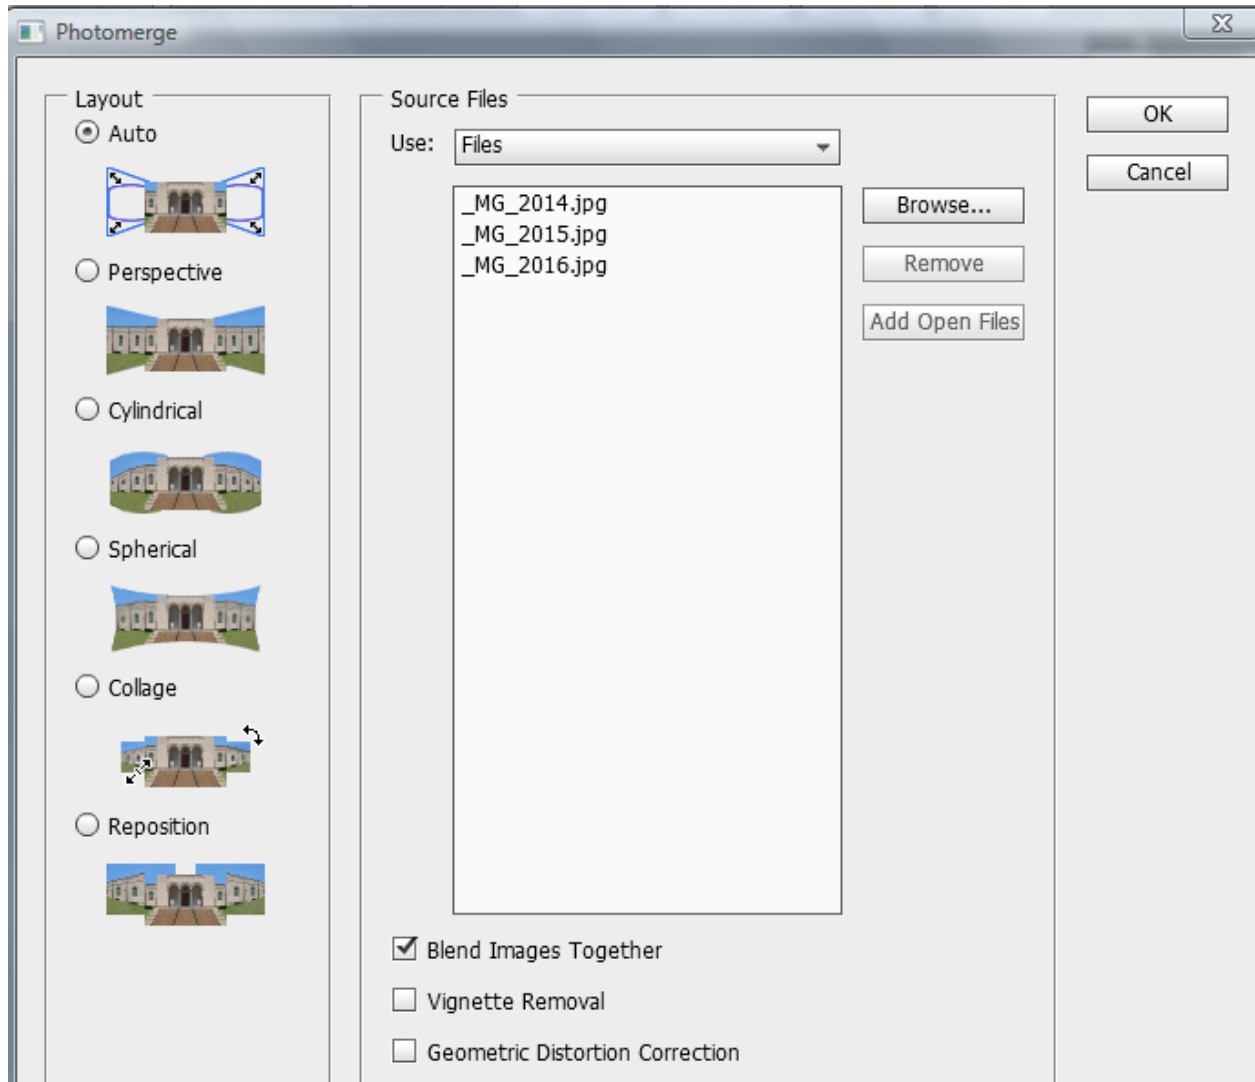 Photomerge
Layout
Auto
Perspective
Cylindrical
Spherical
Collage
Reposition
Source Files
Use: Files
_MG_2014.jpg
_MG_2015.jpg
_MG_2016.jpg
Browse...
Remove
Add Open Files
Blend Images Together
Vignette Removal
Geometric Distortion Correction
OK
Cancel